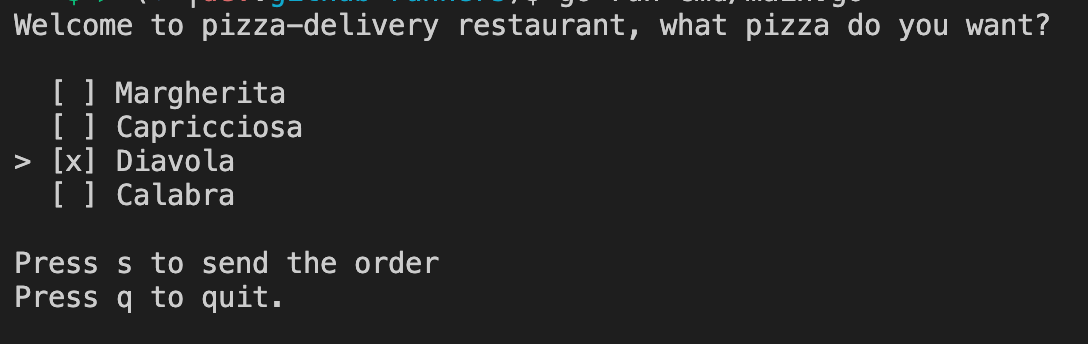 Welcome to pizza-delivery restaurant, what pizza do you want?
[ ] Margherita
[ ] Capricciosa
> [x] Diavola
[ ] Calabra
Press s to send the order
Press q to quit.